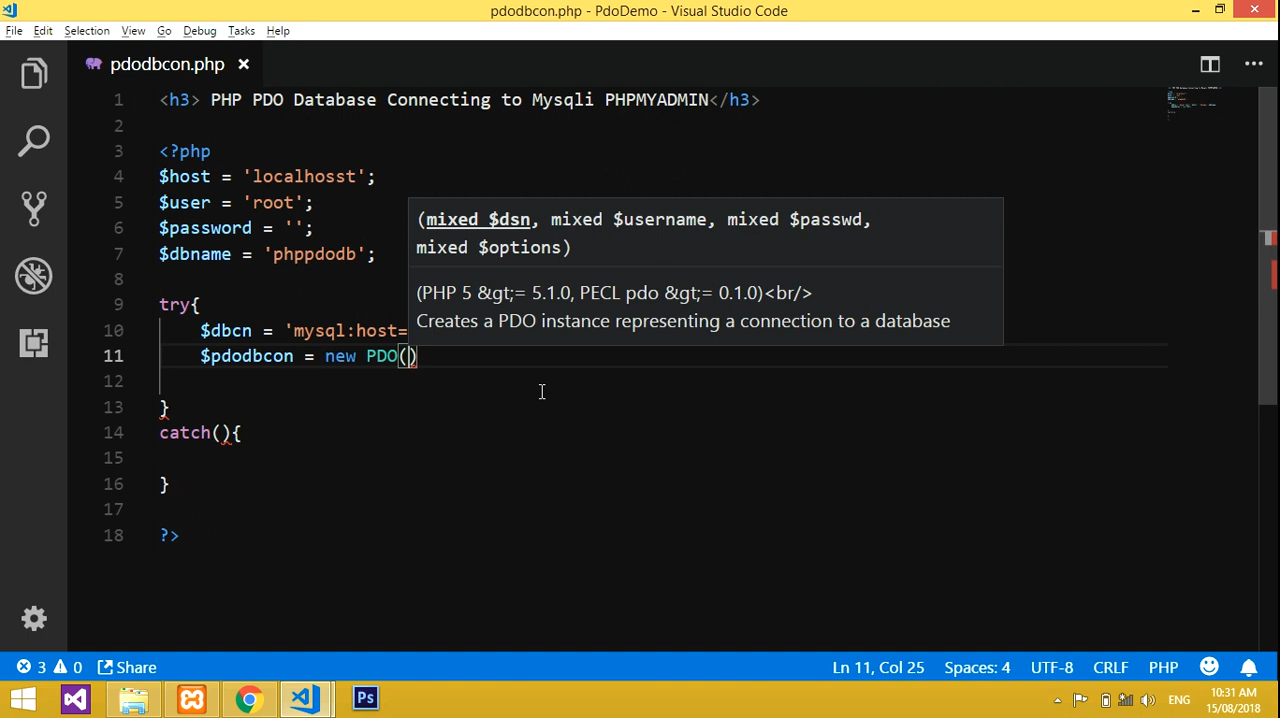 pdodbcon.php - PdoDemo - Visual Studio Code
File Edit Selection View Go Debug Tasks Help
pdodbcon.php ×
1 <h3> PHP PDO Database Connecting to Mysqli PHPMYADMIN</h3>
2
3 <?php
4 $host = 'localhosst';
5 $user = 'root';
6 $password = '';
7 $dbname = 'phppdodb';
8
9 try{
10 $dbcn = 'mysql:host=
11 $pdodbcon = new PDO()
12
13 }
14 catch(){
15
16 }
17
18 ?>
(mixed $dsn, mixed $username, mixed $passwd,
mixed $options)
(PHP 5 &gt;= 5.1.0, PECL pdo &gt;= 0.1.0)<br/>
Creates a PDO instance representing a connection to a database
3 0 Share Ln 11, Col 25 Spaces: 4 UTF-8 CRLF PHP
Ps ENG 10:31 AM
15/08/2018